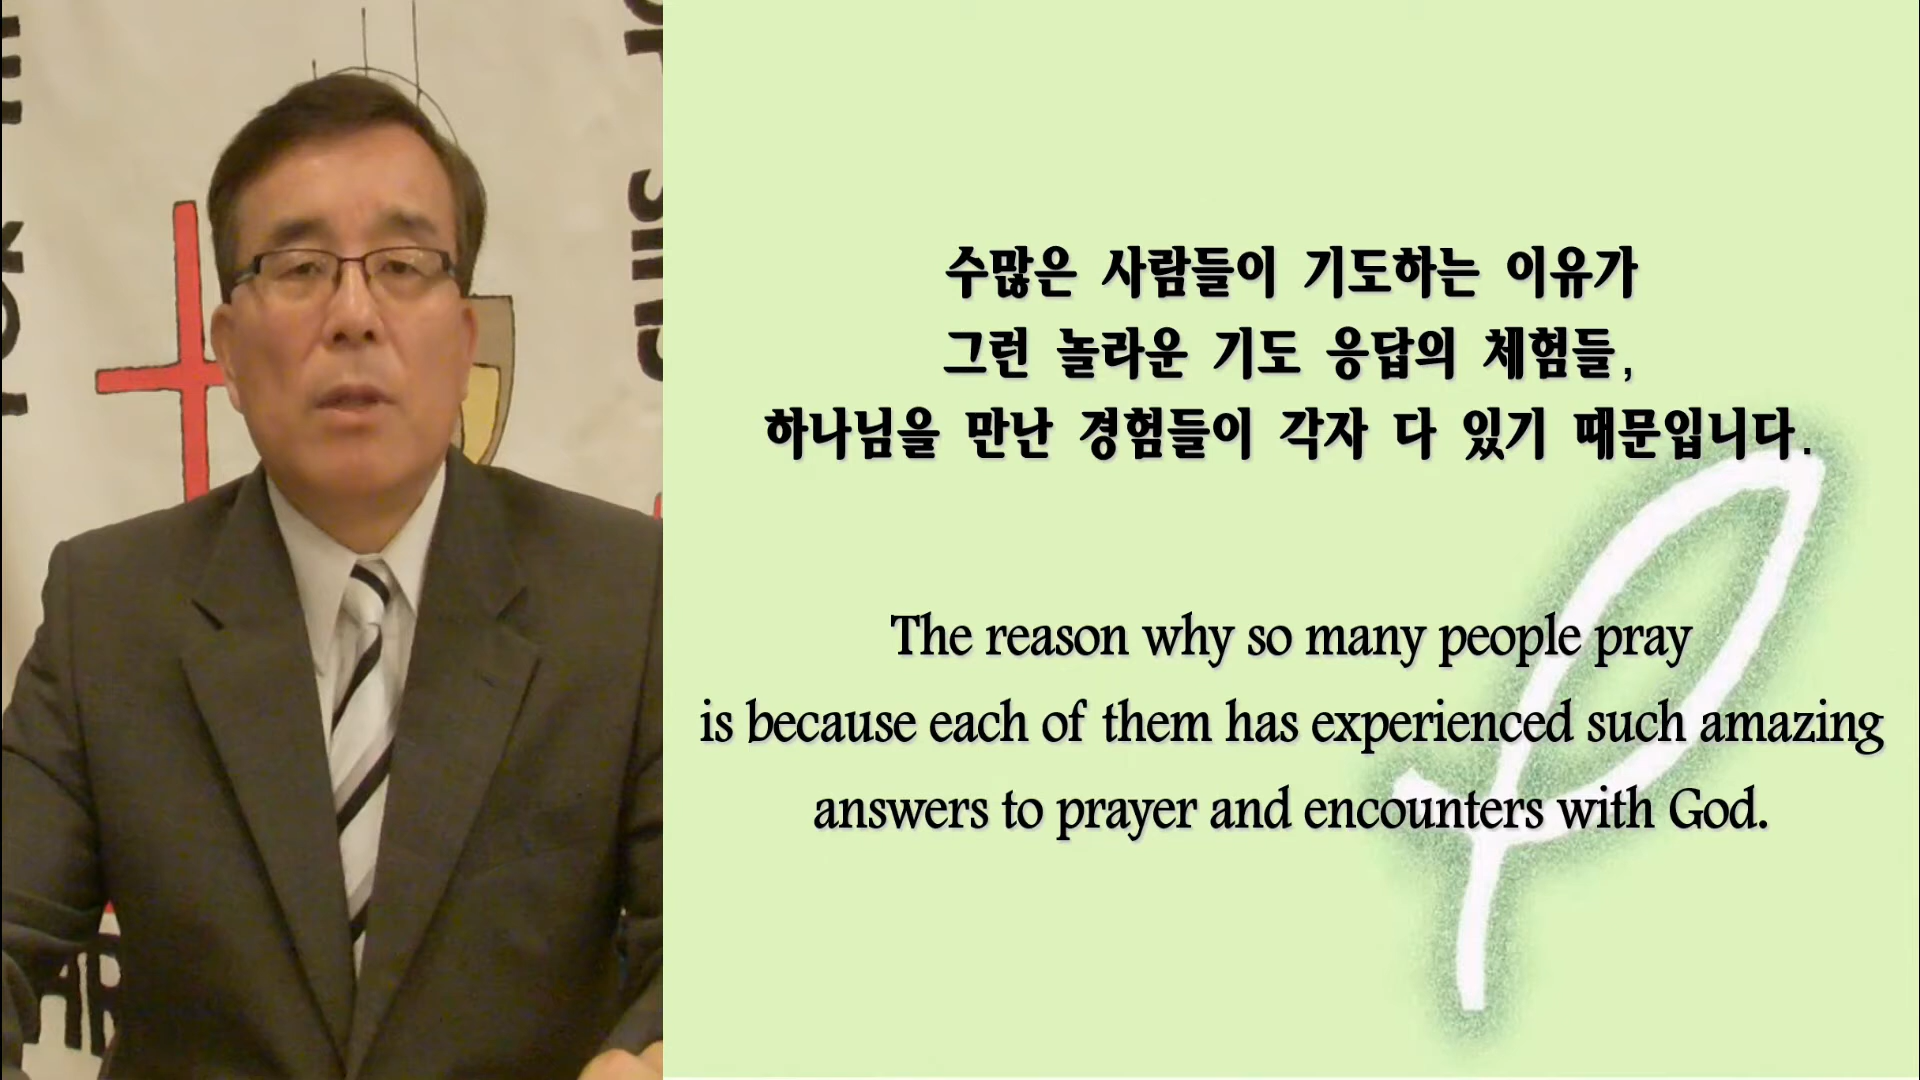 수많은 사람들이 기도하는 이유가
그런 놀라운 기도 응답의 체험들,
하나님을 만난 경험들이 각자 다 있기 때문입니다.
The reason why so many people pray
is because each of them has experienced such amazing
answers to prayer and encounters with God.